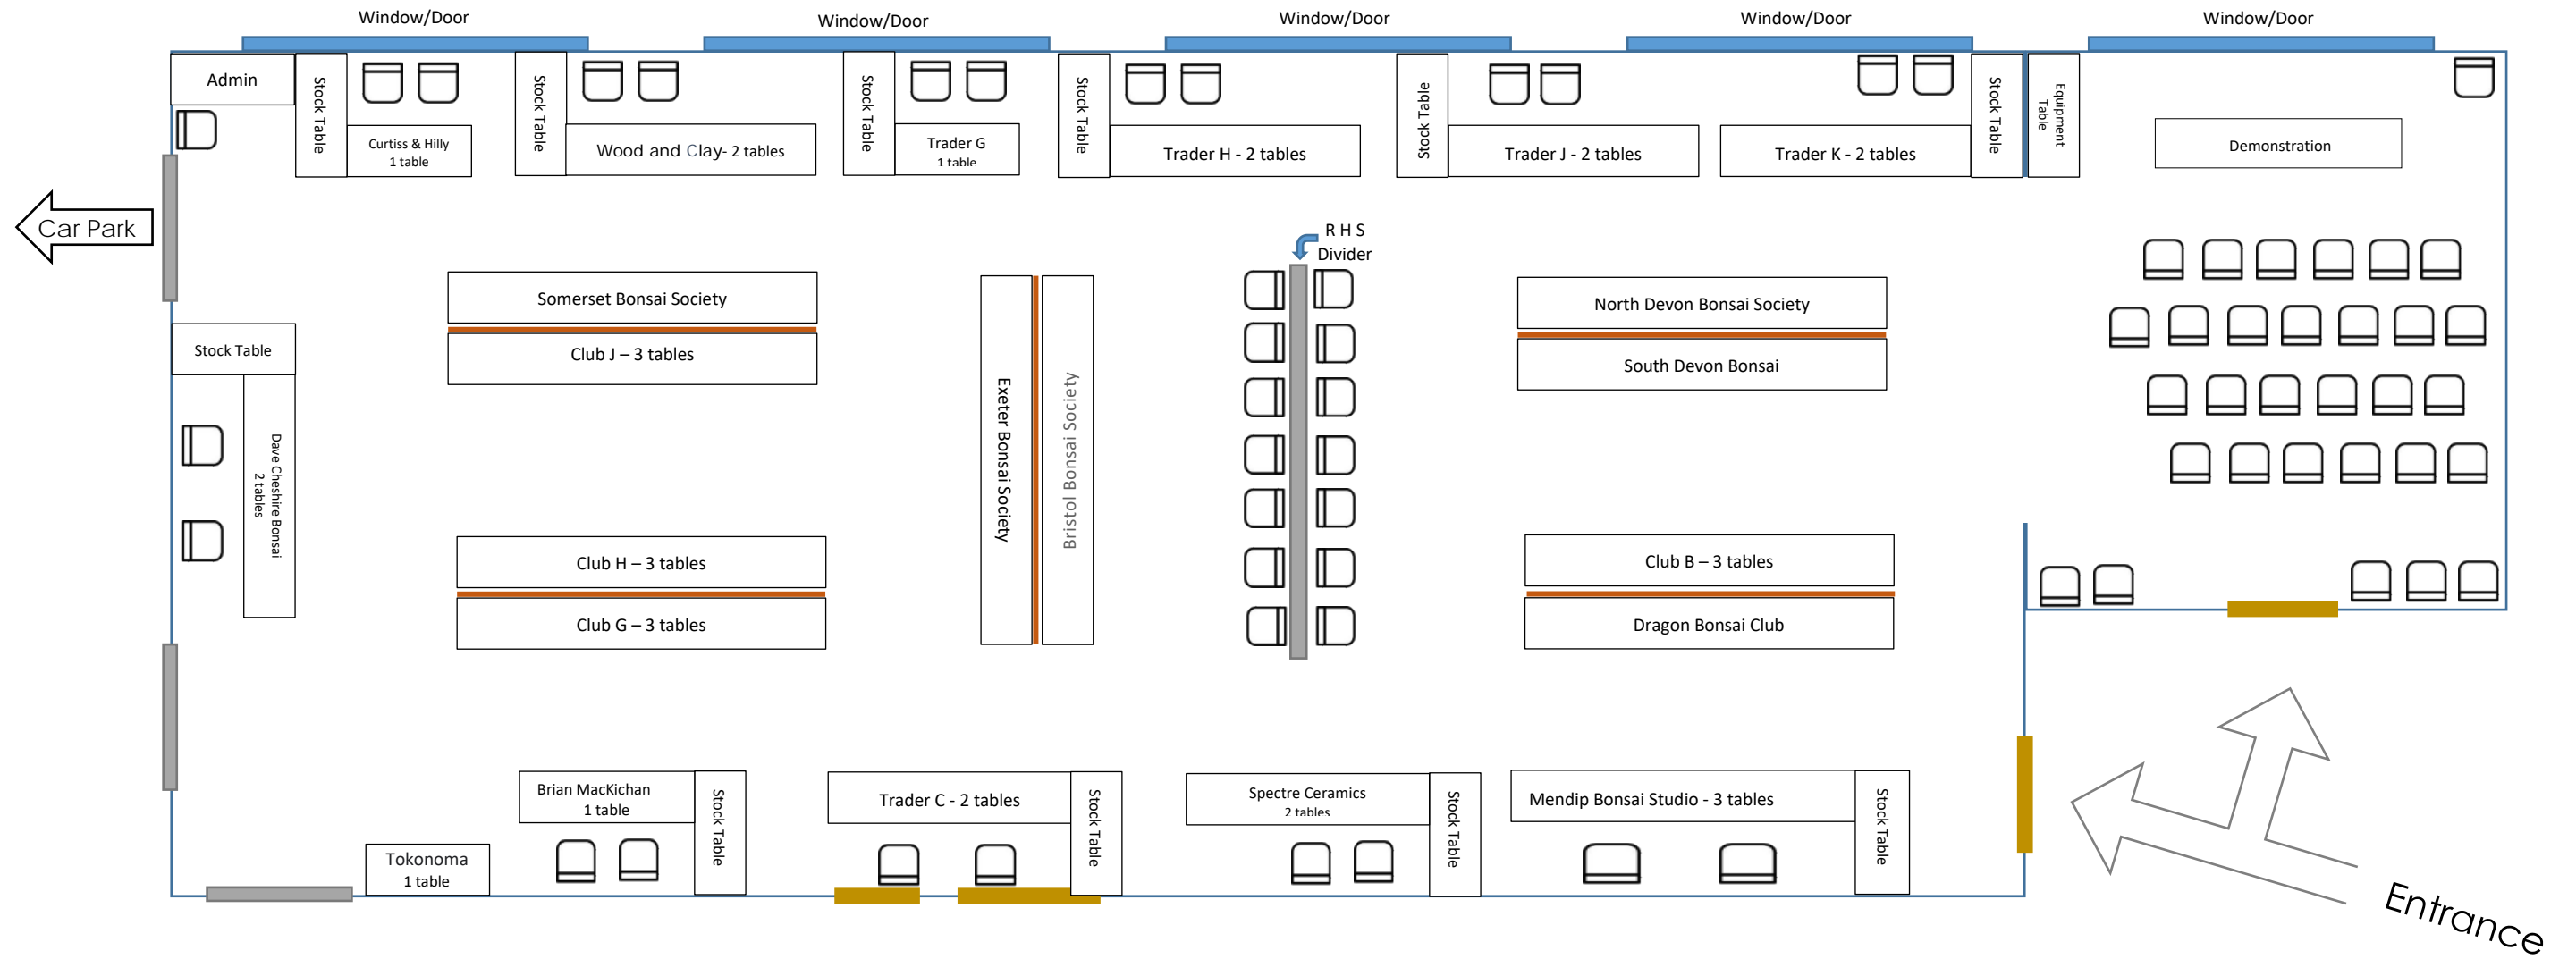 Window/Door
Window/Door
Window/Door
Window/Door
Window/Door
Admin
Stock Table
Curtiss & Hilly
1 table
Stock Table
Wood and Clay- 2 tables
Stock Table
Trader G
1 table
Stock Table
Trader H - 2 tables
Stock Table
Trader J - 2 tables
Trader K - 2 tables
Stock Table
Equipment
Table
Demonstration
Car Park
R H S
Divider
Somerset Bonsai Society
Club J – 3 tables
Exeter Bonsai Society
Bristol Bonsai Society
North Devon Bonsai Society
South Devon Bonsai
Stock Table
Dave Cheshire Bonsai
2 tables
Club H – 3 tables
Club G – 3 tables
Club B – 3 tables
Dragon Bonsai Club
Brian MacKichan
1 table
Stock Table
Tokonoma
1 table
Trader C - 2 tables
Stock Table
Spectre Ceramics
2 tables
Stock Table
Mendip Bonsai Studio - 3 tables
Stock Table
Entrance